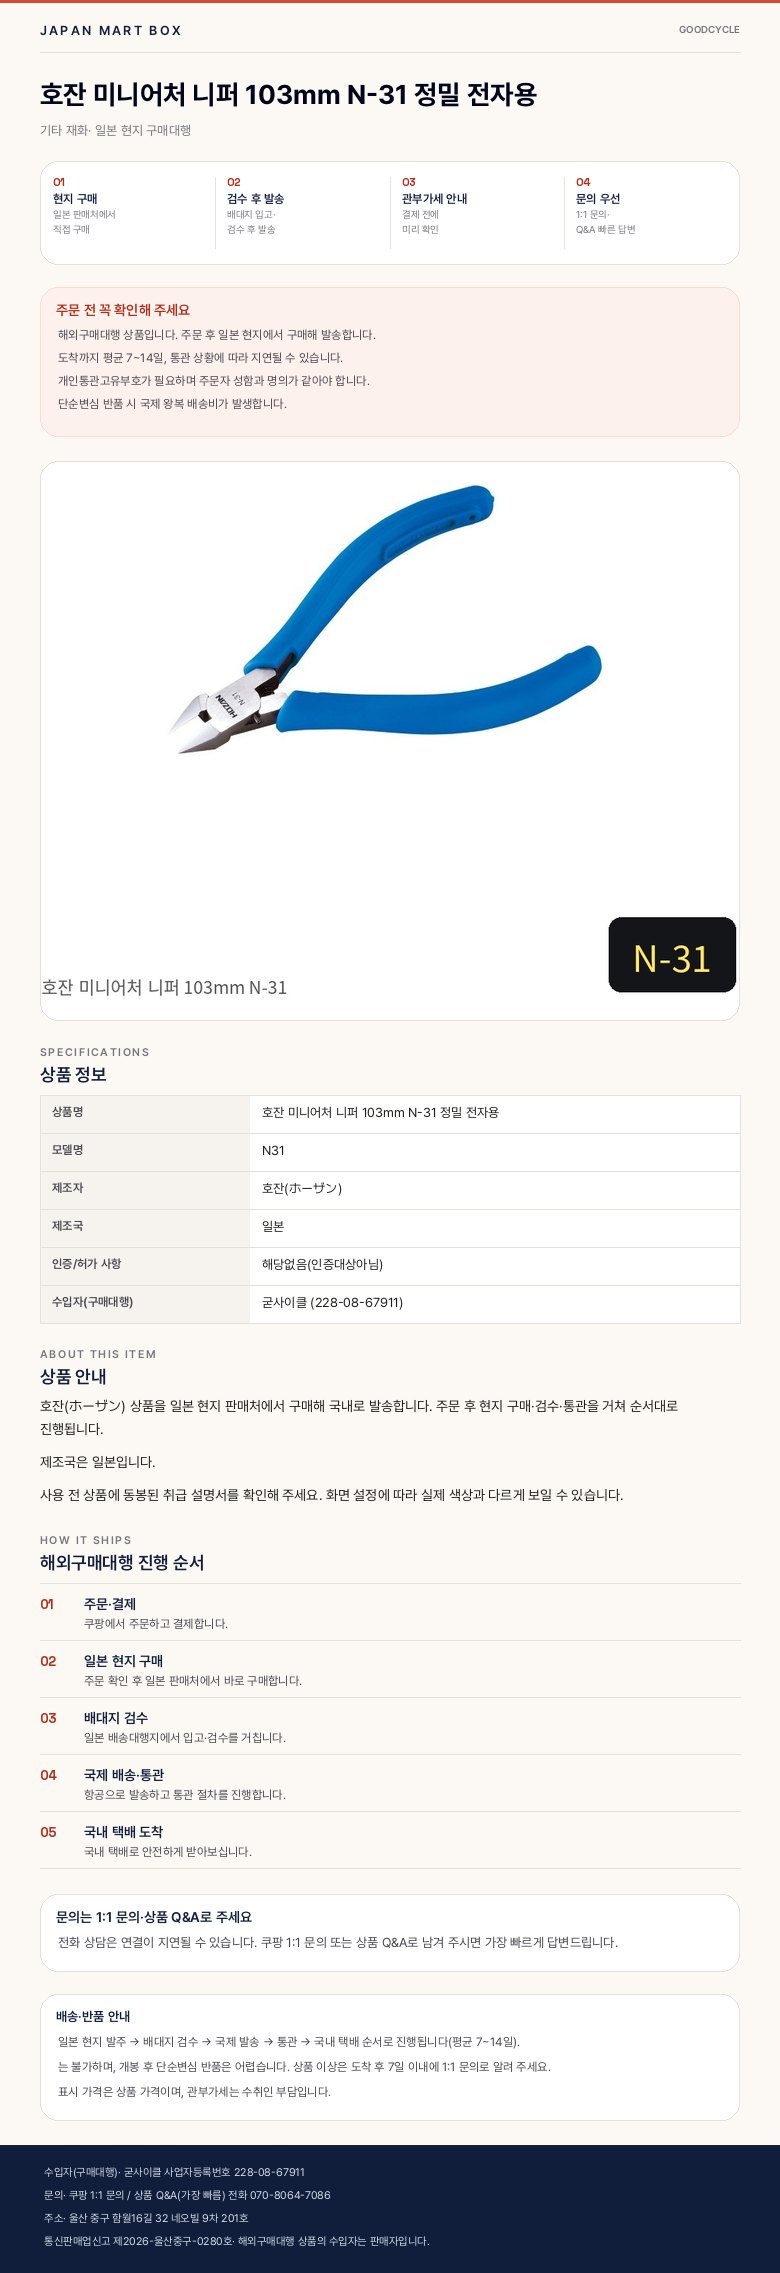 JAPAN MART BOX
GOODCYCLE
호잔 미니어처 니퍼 103mm N-31 정밀 전자용
기타 재화· 일본 현지 구매대행
01
현지 구매
일본 판매처에서
직접 구매
02
검수 후 발송
배대지 입고·
검수 후 발송
03
관부가세 안내
결제 전에
미리 확인
04
문의 우선
1:1 문의·
Q&A 빠른 답변
주문 전 꼭 확인해 주세요
해외구매대행 상품입니다. 주문 후 일본 현지에서 구매해 발송합니다.
도착까지 평균 7~14일, 통관 상황에 따라 지연될 수 있습니다.
개인통관고유부호가 필요하며 주문자 성함과 명의가 같아야 합니다.
단순변심 반품 시 국제 왕복 배송비가 발생합니다.
HOZAN
N-31
N-31
호잔 미니어처 니퍼 103mm N-31
SPECIFICATIONS
상품 정보
상품명 호잔 미니어처 니퍼 103mm N-31 정밀 전자용
모델명 N31
제조자 호잔(ホーザン)
제조국 일본
인증/허가 사항 해당없음(인증대상아님)
수입자(구매대행) 굳사이클 (228-08-67911)
ABOUT THIS ITEM
상품 안내
호잔(ホーザン) 상품을 일본 현지 판매처에서 구매해 국내로 발송합니다. 주문 후 현지 구매·검수·통관을 거쳐 순서대로
진행됩니다.
제조국은 일본입니다.
사용 전 상품에 동봉된 취급 설명서를 확인해 주세요. 화면 설정에 따라 실제 색상과 다르게 보일 수 있습니다.
HOW IT SHIPS
해외구매대행 진행 순서
01 주문·결제
쿠팡에서 주문하고 결제합니다.
02 일본 현지 구매
주문 확인 후 일본 판매처에서 바로 구매합니다.
03 배대지 검수
일본 배송대행지에서 입고·검수를 거칩니다.
04 국제 배송·통관
항공으로 발송하고 통관 절차를 진행합니다.
05 국내 택배 도착
국내 택배로 안전하게 받아보십니다.
문의는 1:1 문의·상품 Q&A로 주세요
전화 상담은 연결이 지연될 수 있습니다. 쿠팡 1:1 문의 또는 상품 Q&A로 남겨 주시면 가장 빠르게 답변드립니다.
배송·반품 안내
일본 현지 발주 → 배대지 검수 → 국제 발송 → 통관 → 국내 택배 순서로 진행됩니다(평균 7~14일).
는 불가하며, 개봉 후 단순변심 반품은 어렵습니다. 상품 이상은 도착 후 7일 이내에 1:1 문의로 알려 주세요.
표시 가격은 상품 가격이며, 관부가세는 수취인 부담입니다.
수입자(구매대행)· 굳사이클 사업자등록번호 228-08-67911
문의· 쿠팡 1:1 문의 / 상품 Q&A(가장 빠름) 전화 070-8064-7086
주소· 울산 중구 함월16길 32 네오빌 9차 201호
통신판매업신고 제2026-울산중구-0280호· 해외구매대행 상품의 수입자는 판매자입니다.